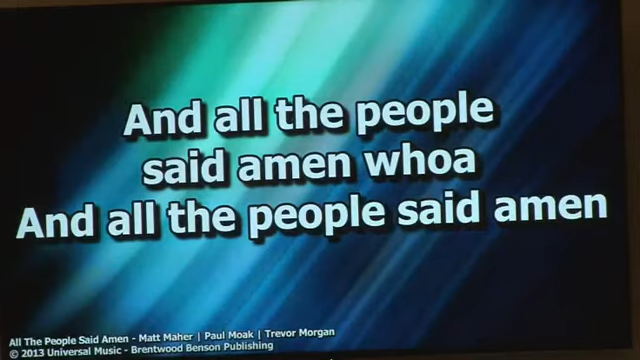 And all the people
said amen whoa
And all the people said amen
All The People Said Amen - Matt Maher | Paul Moak | Trevor Morgan
© 2013 Universal Music - Brentwood Benson Publishing